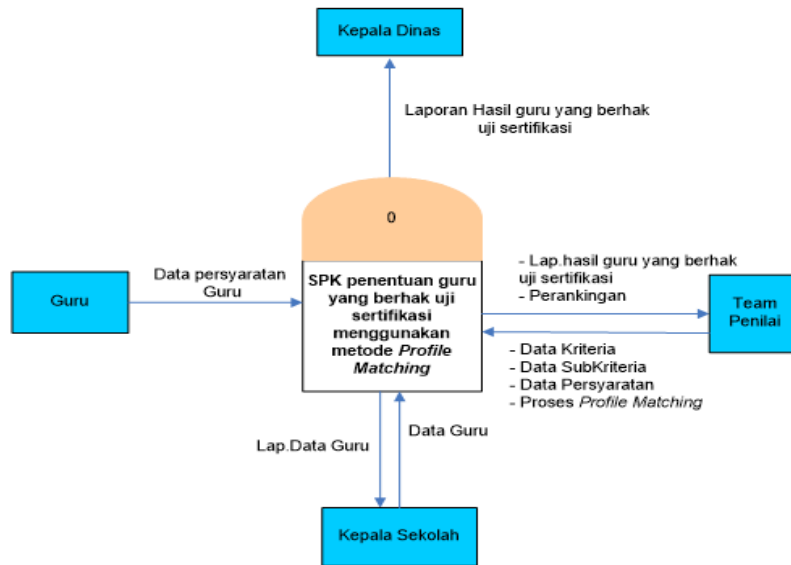 Kepala Dinas
Laporan Hasil guru yang berhak
uji sertifikasi
0
Data persyaratan
Guru
Guru
SPK penentuan guru
yang berhak uji
sertifikasi
menggunakan
metode Profile
Matching
- Lap.hasil guru yang berhak
uji sertifikasi
- Perankingan
Team
Penilai
- Data Kriteria
- Data SubKriteria
- Data Persyaratan
- Proses Profile Matching
Lap.Data Guru
Data Guru
Kepala Sekolah